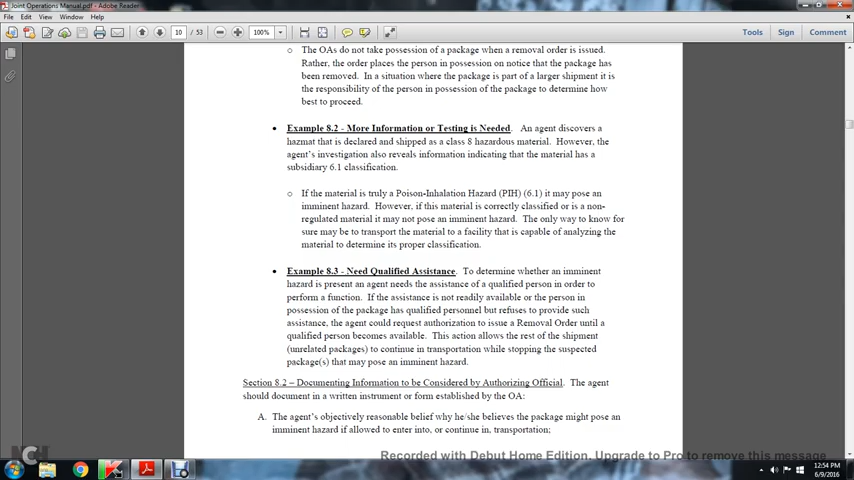 Joint Operations Manual.pdf - Adobe Reader
File Edit View Window Help
10 / 53 100% Tools Sign Comment
o The OAs do not take possession of a package when a removal order is issued.
Rather, the order places the person in possession on notice that the package has
been removed. In a situation where the package is part of a larger shipment it is
the responsibility of the person in possession of the package to determine how
best to proceed.
• Example 8.2 - More Information or Testing is Needed. An agent discovers a
hazmat that is declared and shipped as a class 8 hazardous material. However, the
agent's investigation also reveals information indicating that the material has a
subsidiary 6.1 classification.
o If the material is truly a Poison-Inhalation Hazard (PIH) (6.1) it may pose an
imminent hazard. However, if this material is correctly classified or is a non-
regulated material it may not pose an imminent hazard. The only way to know for
sure may be to transport the material to a facility that is capable of analyzing the
material to determine its proper classification.
• Example 8.3 - Need Qualified Assistance. To determine whether an imminent
hazard is present an agent needs the assistance of a qualified person in order to
perform a function. If the assistance is not readily available or the person in
possession of the package has qualified personnel but refuses to provide such
assistance, the agent could request authorization to issue a Removal Order until a
qualified person becomes available. This action allows the rest of the shipment
(unrelated packages) to continue in transportation while stopping the suspected
package(s) that may pose an imminent hazard.
Section 8.2 – Documenting Information to be Considered by Authorizing Official. The agent
should document in a written instrument or form established by the OA:
A. The agent's objectively reasonable belief why he/she believes the package might pose an
imminent hazard if allowed to enter into, or continue in, transportation;
NCH
Recorded with Debut Home Edition. Upgrade to Pro to remove this message
12:54 PM
6/9/2016